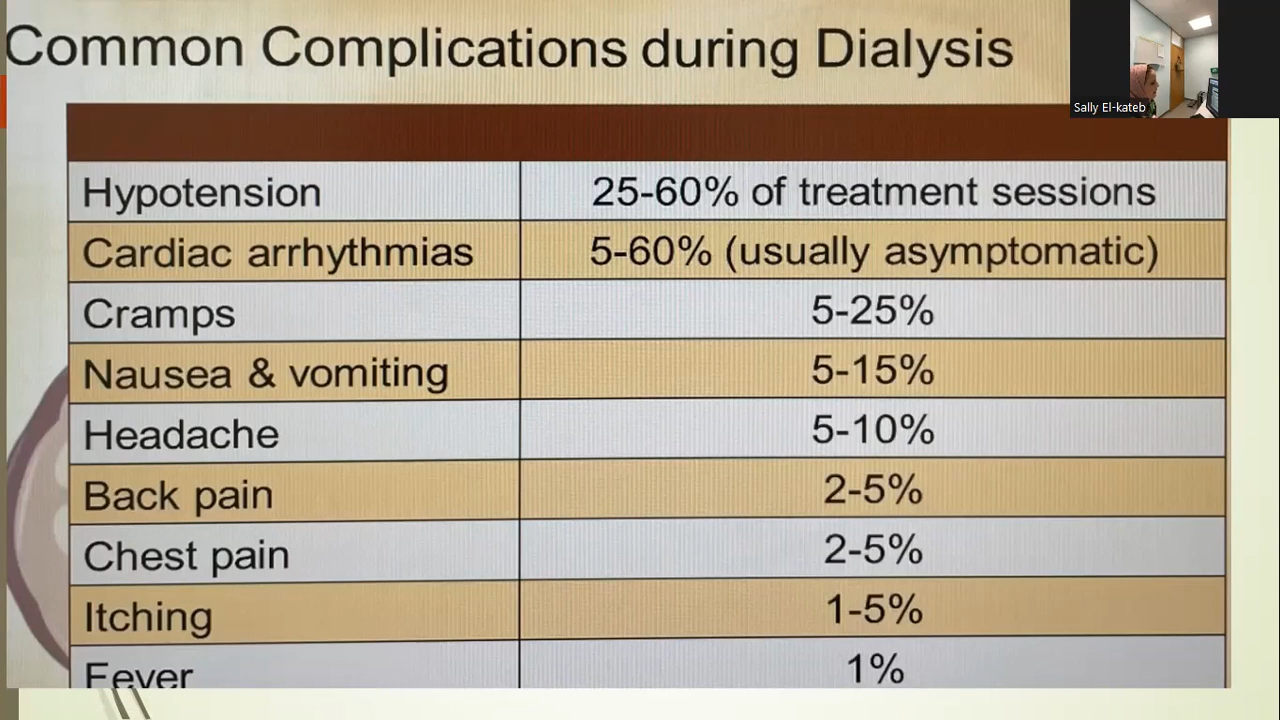 Common Complications during Dialysis
Sally El-kateb
Hypotension 25-60% of treatment sessions
Cardiac arrhythmias 5-60% (usually asymptomatic)
Cramps 5-25%
Nausea & vomiting 5-15%
Headache 5-10%
Back pain 2-5%
Chest pain 2-5%
Itching 1-5%
Fever 1%